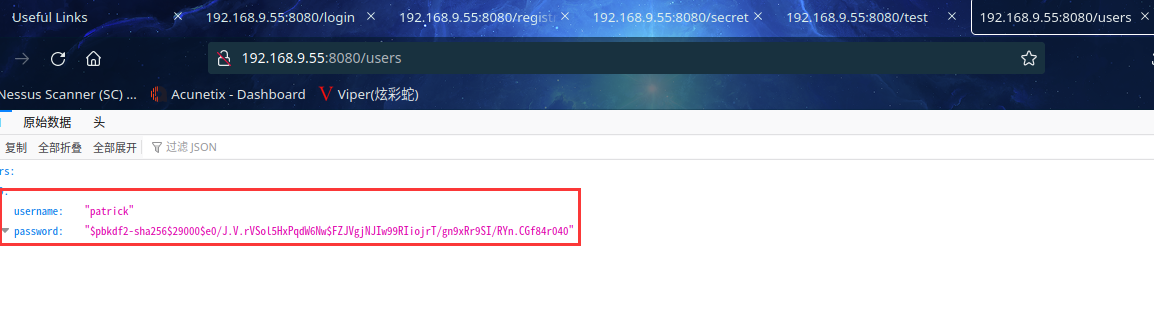 Useful Links 192.168.9.55:8080/login 192.168.9.55:8080/regist 192.168.9.55:8080/secret 192.168.9.55:8080/test 192.168.9.55:8080/users
192.168.9.55:8080/users
Nessus Scanner (SC) ... Acunetix - Dashboard Viper(炫彩蛇)
原始数据 头
复制 全部折叠 全部展开 过滤 JSON
rs:
username: "patrick"
password: "$pbkdf2-sha256$29000$e0/J.V.rVSol5HxPqdW6Nw$FZJVgjNJIw99RIiojrT/gn9xRr9SI/RYn.CGf84r040"